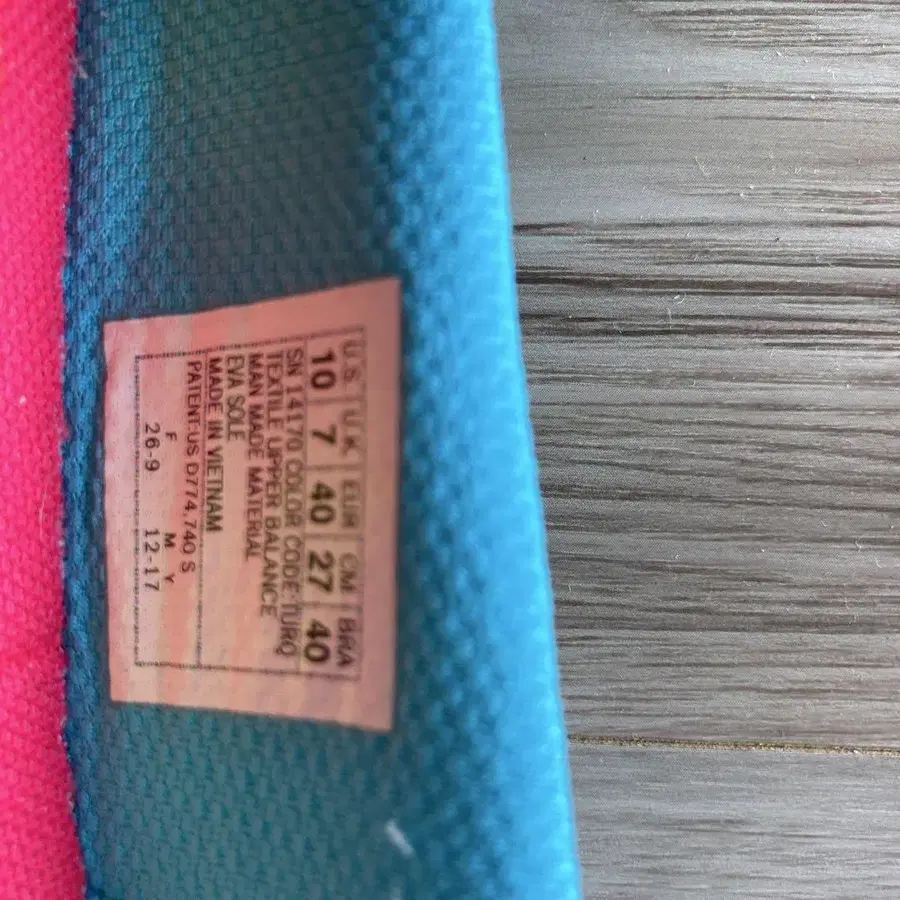 U.S. U.K. EUR CM BRA
10 7 40 27 40
SN 14170 COLOR CODE:TURQ
TEXTILE UPPER BALANCE
MAN MADE MATERIAL
EVA SOLE
MADE IN VIETNAM
PATENT:US D774,740 S
F M Y
26-9 12-17